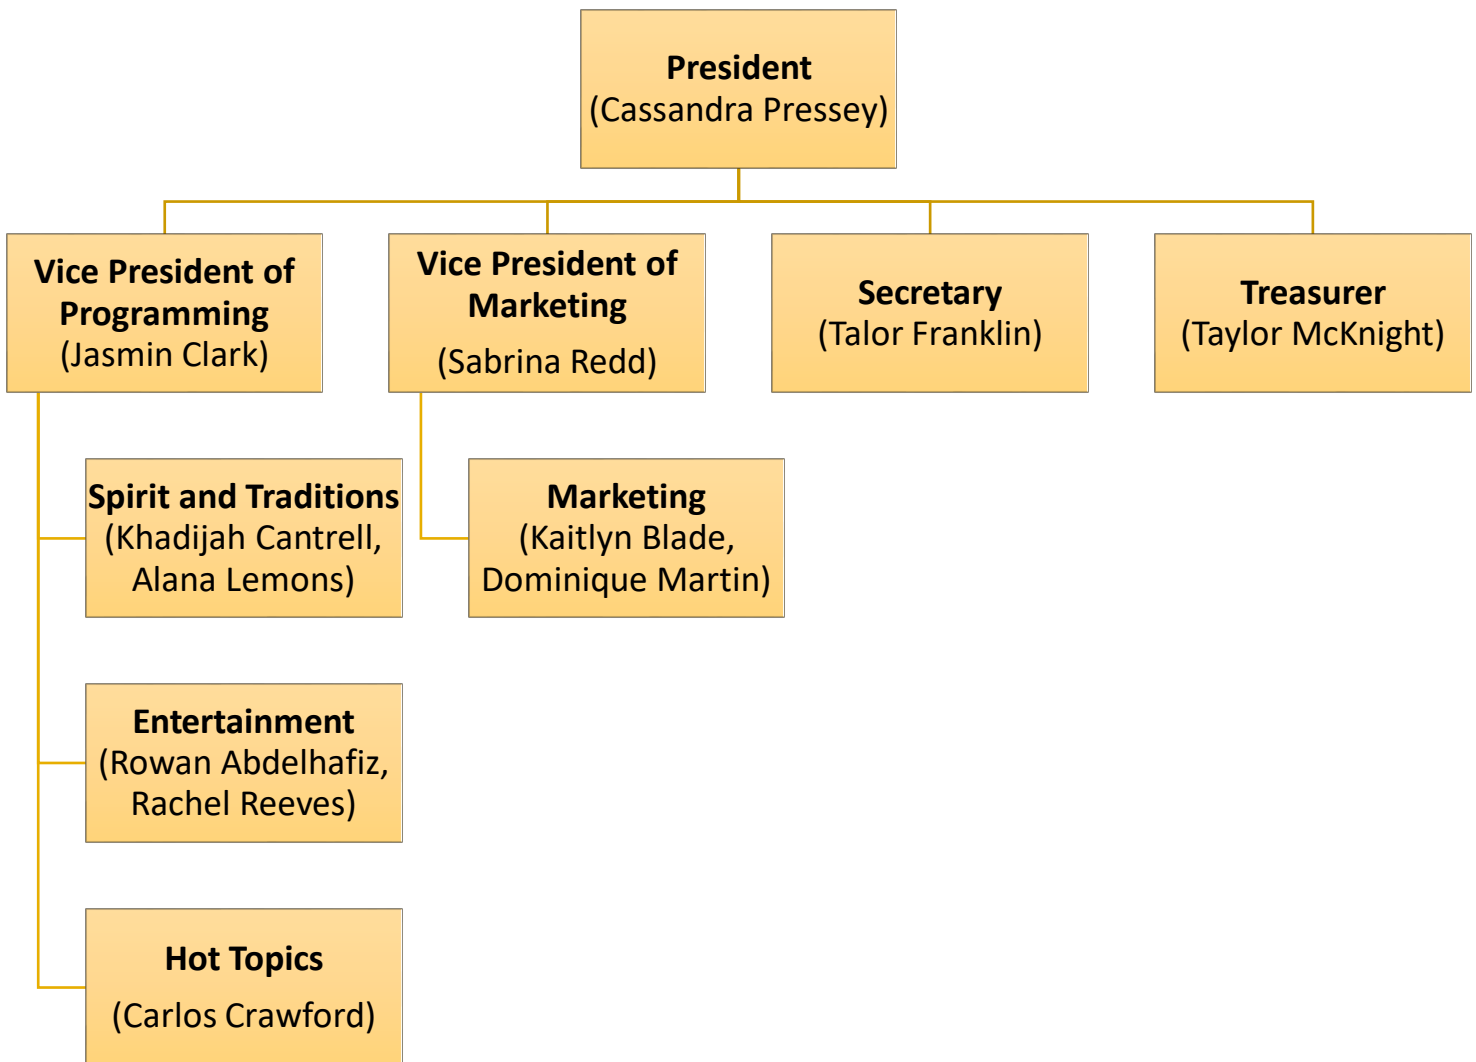 President
(Cassandra Pressey)
Vice President of
Programming
(Jasmin Clark)
Vice President of
Marketing
(Sabrina Redd)
Secretary
(Talor Franklin)
Treasurer
(Taylor McKnight)
Spirit and Traditions
(Khadijah Cantrell,
Alana Lemons)
Marketing
(Kaitlyn Blade,
Dominique Martin)
Entertainment
(Rowan Abdelhafiz,
Rachel Reeves)
Hot Topics
(Carlos Crawford)